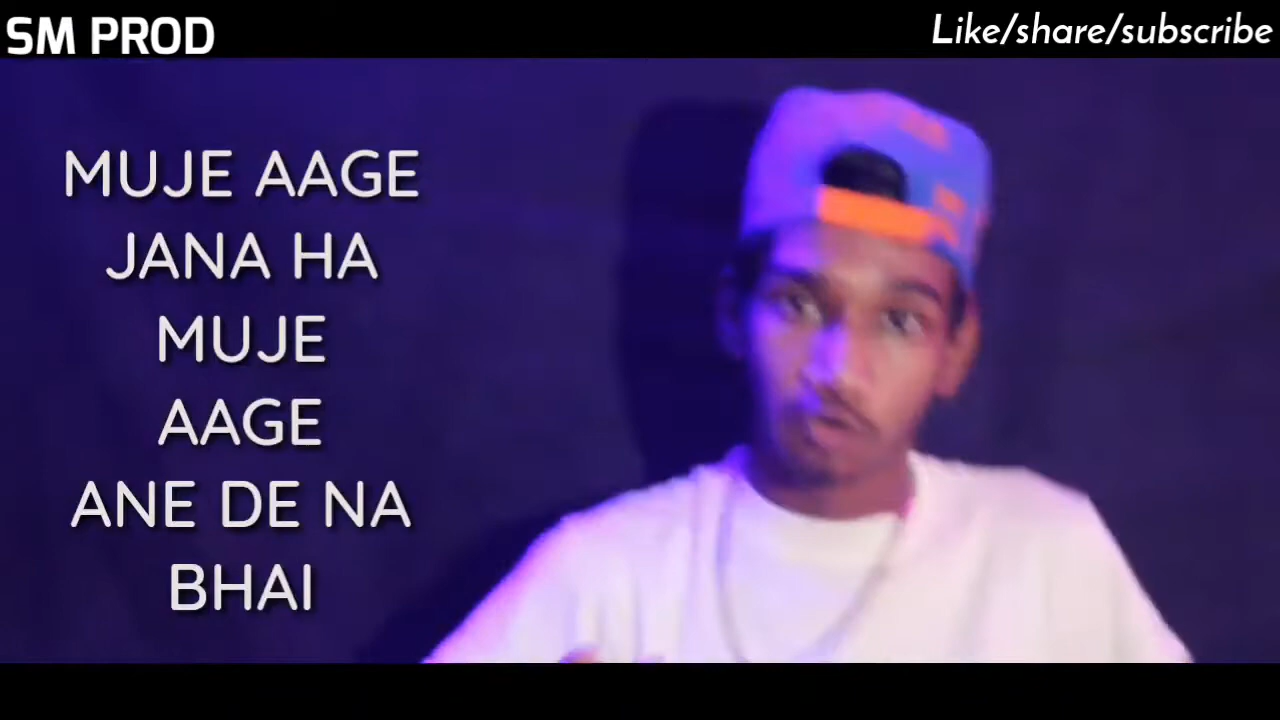 SM PROD
Like/share/subscribe
MUJE AAGE
JANA HA
MUJE
AAGE
ANE DE NA
BHAI